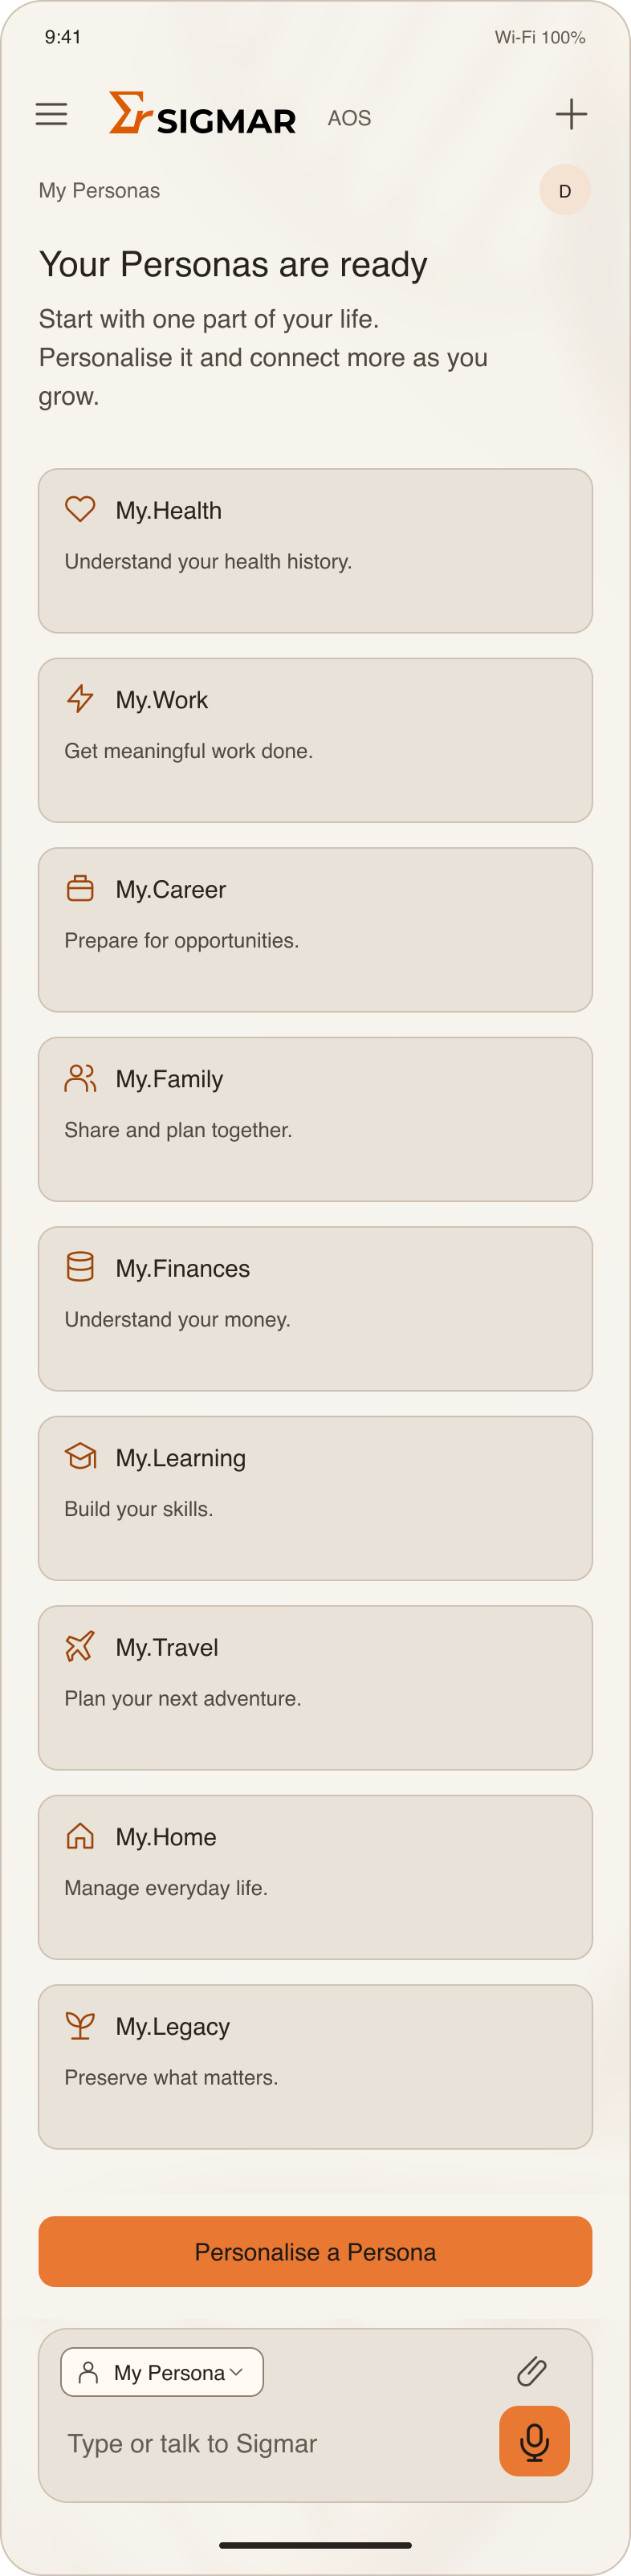 9:41
Wi-Fi 100%
Σr SIGMAR AOS
My Personas
D
Your Personas are ready
Start with one part of your life.
Personalise it and connect more as you
grow.
My.Health
Understand your health history.
My.Work
Get meaningful work done.
My.Career
Prepare for opportunities.
My.Family
Share and plan together.
My.Finances
Understand your money.
My.Learning
Build your skills.
My.Travel
Plan your next adventure.
My.Home
Manage everyday life.
My.Legacy
Preserve what matters.
Personalise a Persona
My Persona
Type or talk to Sigmar